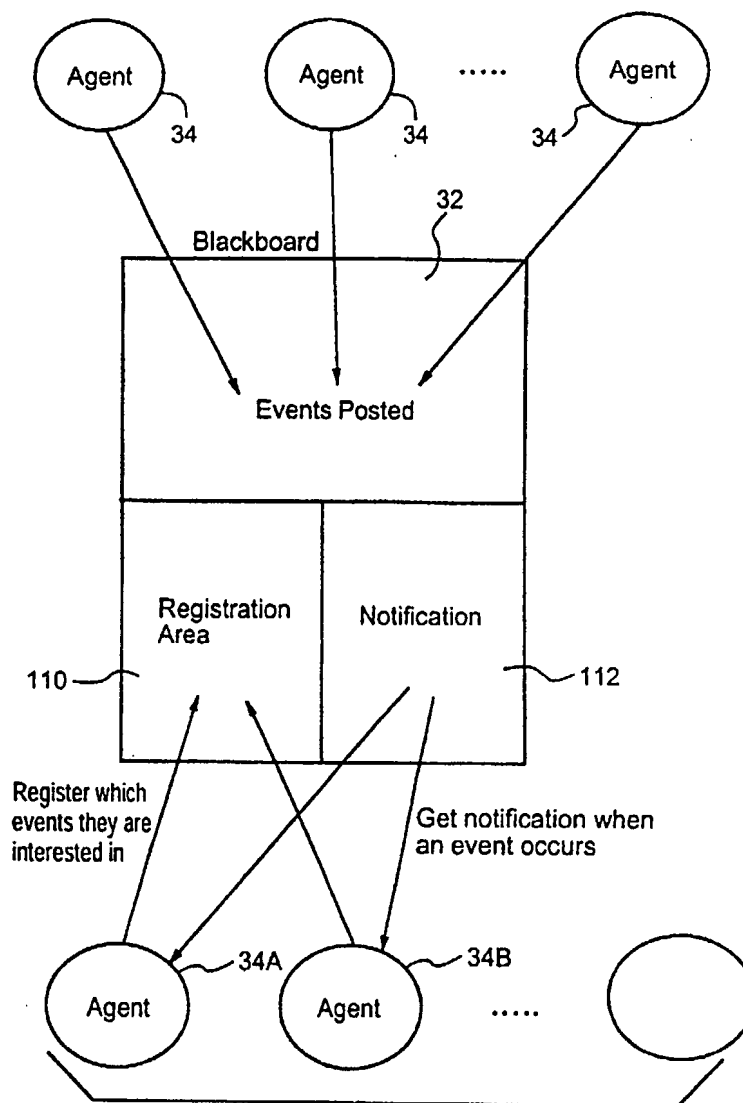 Agent
Agent
.....
Agent
34
34
34
32
Blackboard
Events Posted
Registration
Area
Notification
110
112
Register which
events they are
interested in
Get notification when
an event occurs
34A
34B
Agent
Agent
.....